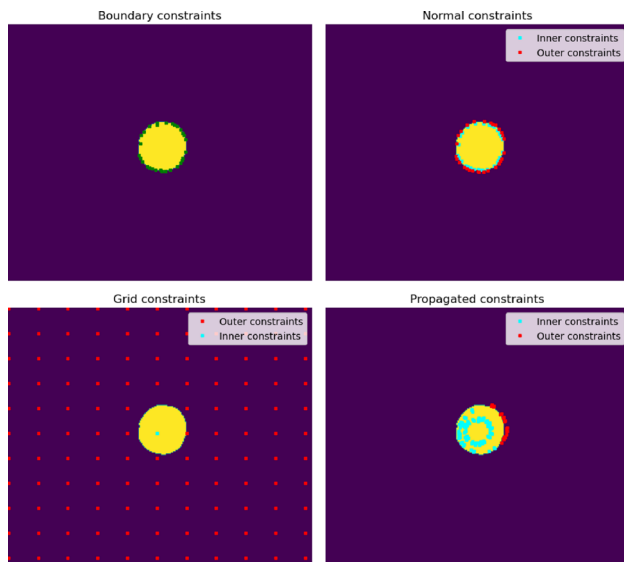 Boundary constraints
Normal constraints
Inner constraints
Outer constraints
Grid constraints
Outer constraints
Inner constraints
Propagated constraints
Inner constraints
Outer constraints